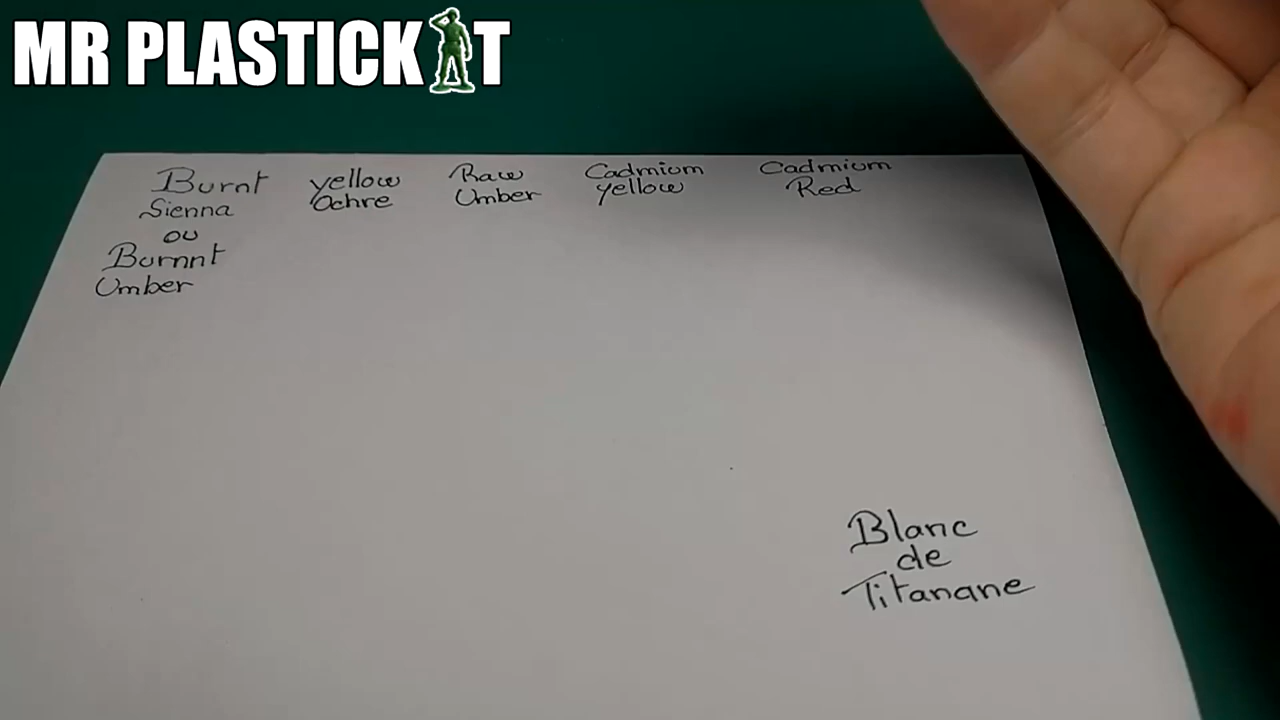 MR PLASTICKIT
Burnt
Sienna
ou
Burnnt
Umber
yellow
Ochre
Raw
Umber
Cadmium
yellow
Cadmium
Red
Blanc
de
Titanane